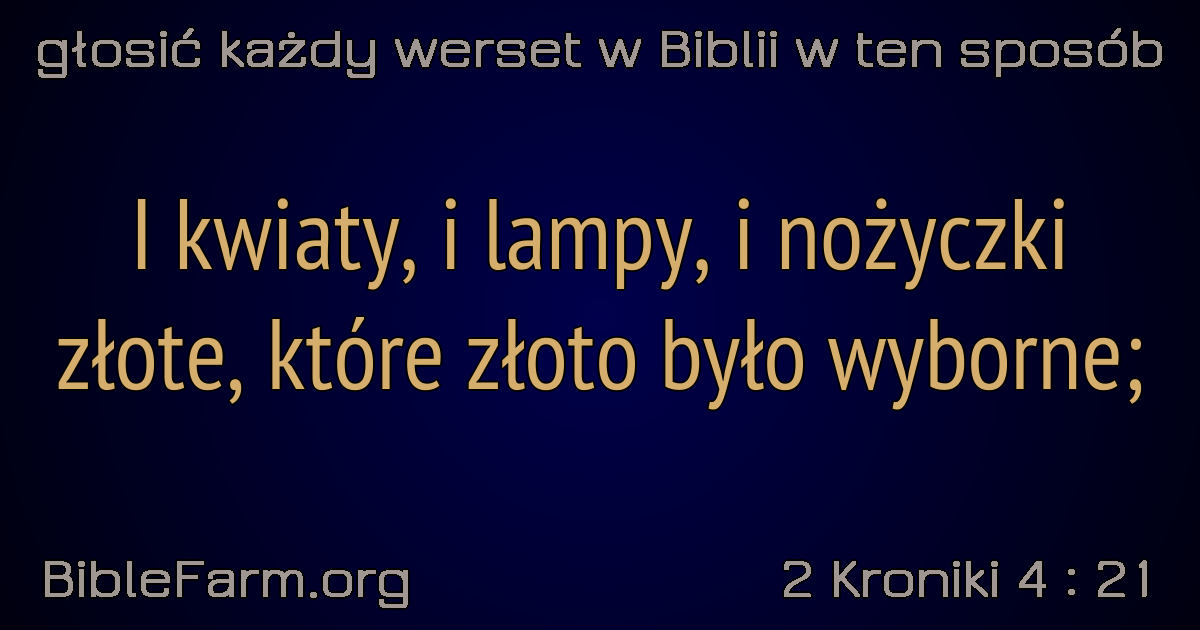 głosić każdy werset w Biblii w ten sposób
I kwiaty, i lampy, i nożyczki
złote, które złoto było wyborne;
BibleFarm.org
2 Kroniki 4 : 21